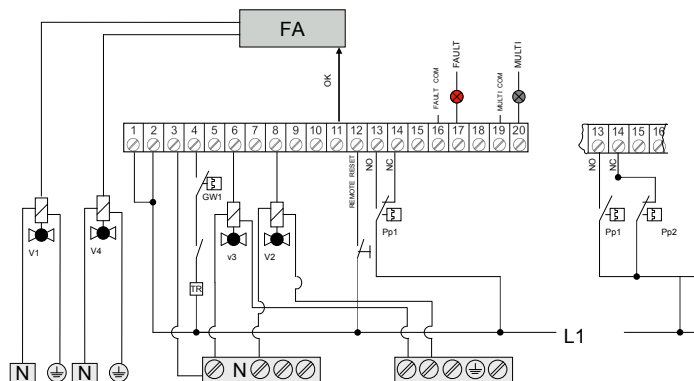 FA
OK
FAULT COM
FAULT
MULTI COM
MULTI
1 2 3 4 5 6 7 8 9 10 11 12 13 14 15 16 17 18 19 20
13 14 15 16
REMOTE RESET
NO
NC
NO
NC
GW1
Pp1
Pp1
Pp2
V1
V4
v3
V2
TR
L1
N
N
N